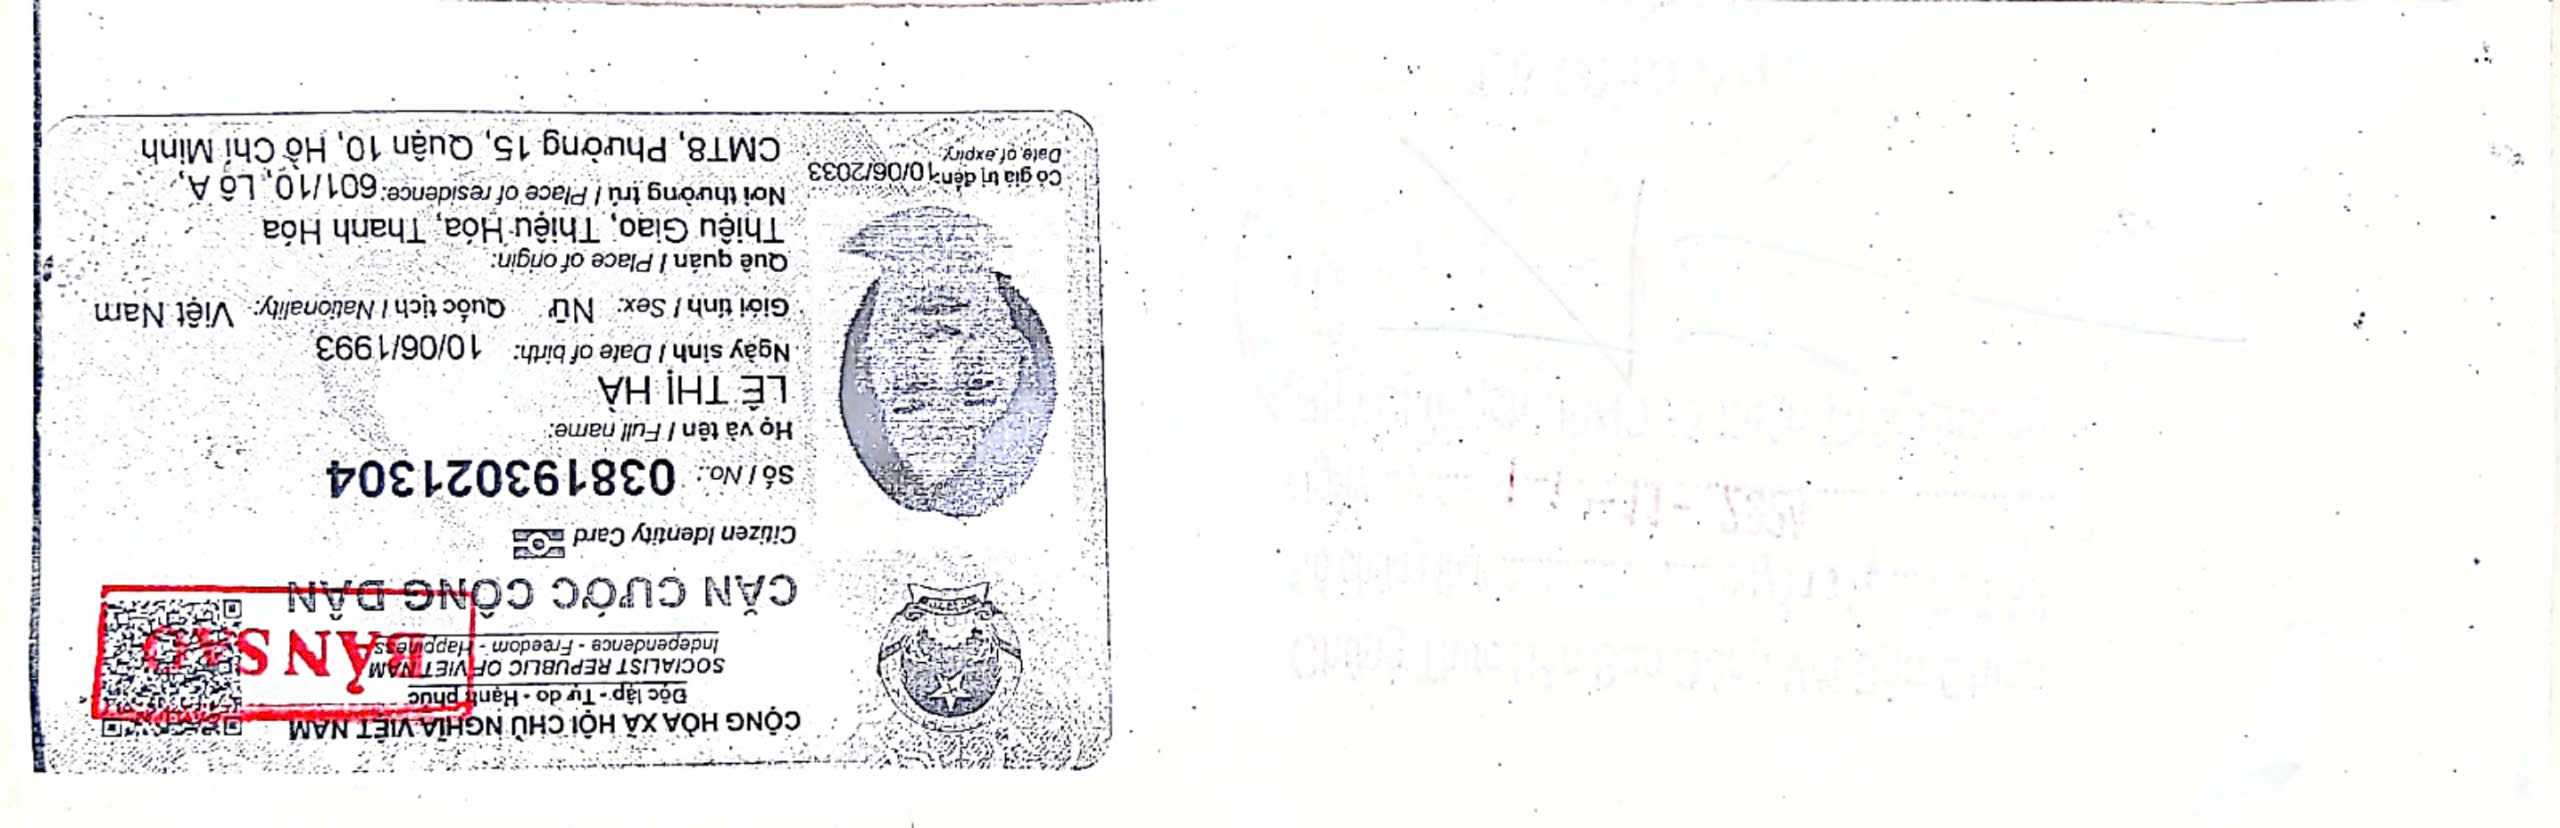 CỘNG HÒA XÃ HỘI CHỦ NGHĨA VIỆT NAM
Độc lập - Tự do - Hạnh phúc
SOCIALIST REPUBLIC OF VIET NAM
Independence - Freedom - Happiness
BẢN SAO
CĂN CƯỚC CÔNG DÂN
Citizen Identity Card
Số / No.: 038193021304
Họ và tên / Full name:
LÊ THỊ HÀ
Ngày sinh / Date of birth: 10/06/1993
Giới tính / Sex: Nữ Quốc tịch / Nationality: Việt Nam
Quê quán / Place of origin:
Thiệu Giao, Thiệu Hóa, Thanh Hóa
Nơi thường trú / Place of residence: 601/10, Lô A,
CMT8, Phường 15, Quận 10, Hồ Chí Minh
Có giá trị đến: 10/06/2033
Date of expiry